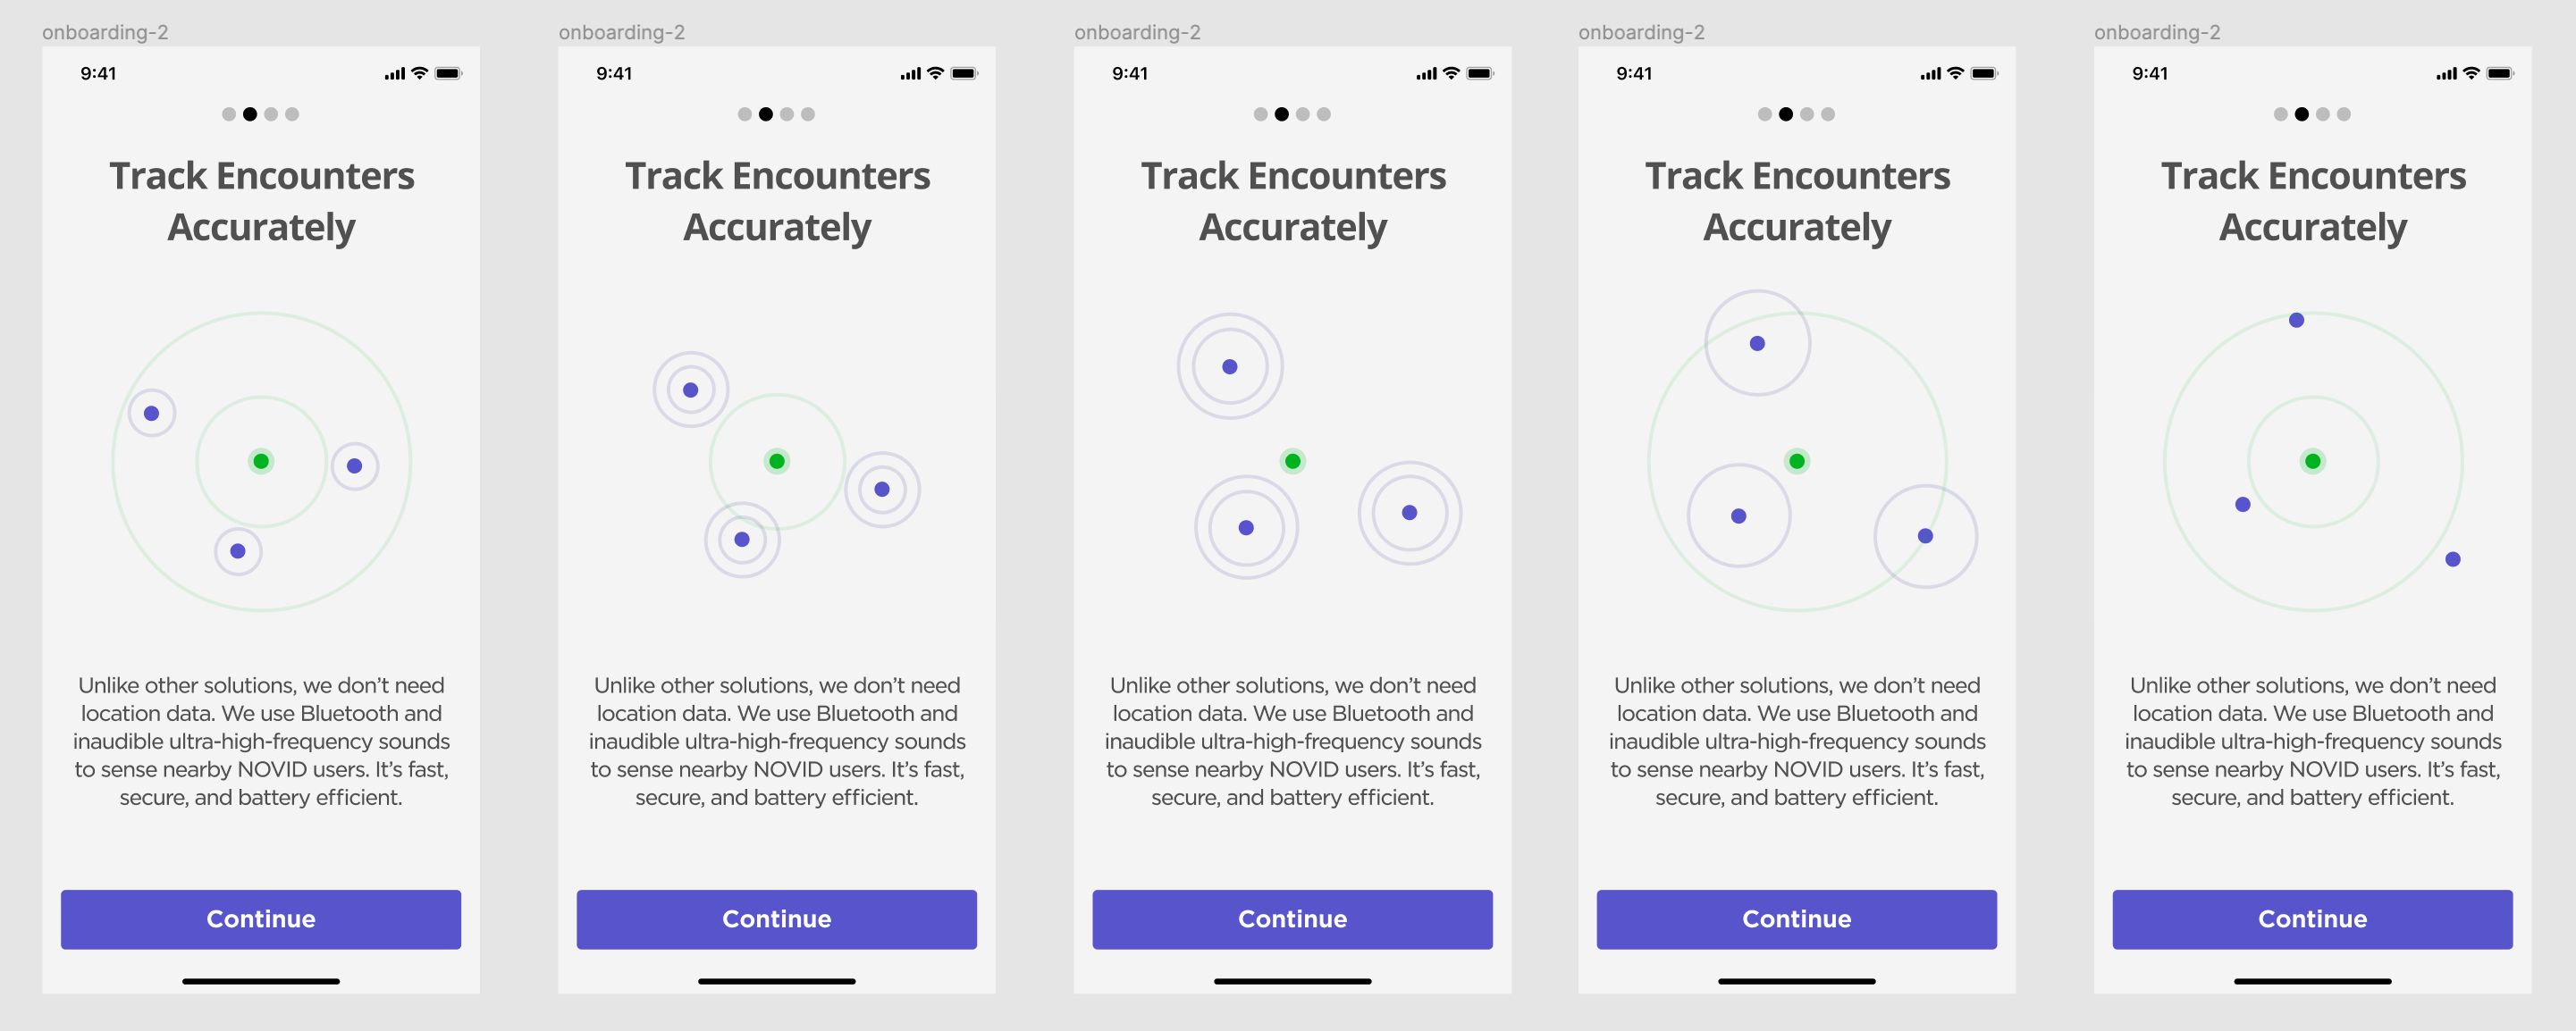 onboarding-2
9:41
Track Encounters
Accurately
Unlike other solutions, we don’t need
location data. We use Bluetooth and
inaudible ultra-high-frequency sounds
to sense nearby NOVID users. It’s fast,
secure, and battery efficient.
Continue
onboarding-2
9:41
Track Encounters
Accurately
Unlike other solutions, we don’t need
location data. We use Bluetooth and
inaudible ultra-high-frequency sounds
to sense nearby NOVID users. It’s fast,
secure, and battery efficient.
Continue
onboarding-2
9:41
Track Encounters
Accurately
Unlike other solutions, we don’t need
location data. We use Bluetooth and
inaudible ultra-high-frequency sounds
to sense nearby NOVID users. It’s fast,
secure, and battery efficient.
Continue
onboarding-2
9:41
Track Encounters
Accurately
Unlike other solutions, we don’t need
location data. We use Bluetooth and
inaudible ultra-high-frequency sounds
to sense nearby NOVID users. It’s fast,
secure, and battery efficient.
Continue
onboarding-2
9:41
Track Encounters
Accurately
Unlike other solutions, we don’t need
location data. We use Bluetooth and
inaudible ultra-high-frequency sounds
to sense nearby NOVID users. It’s fast,
secure, and battery efficient.
Continue